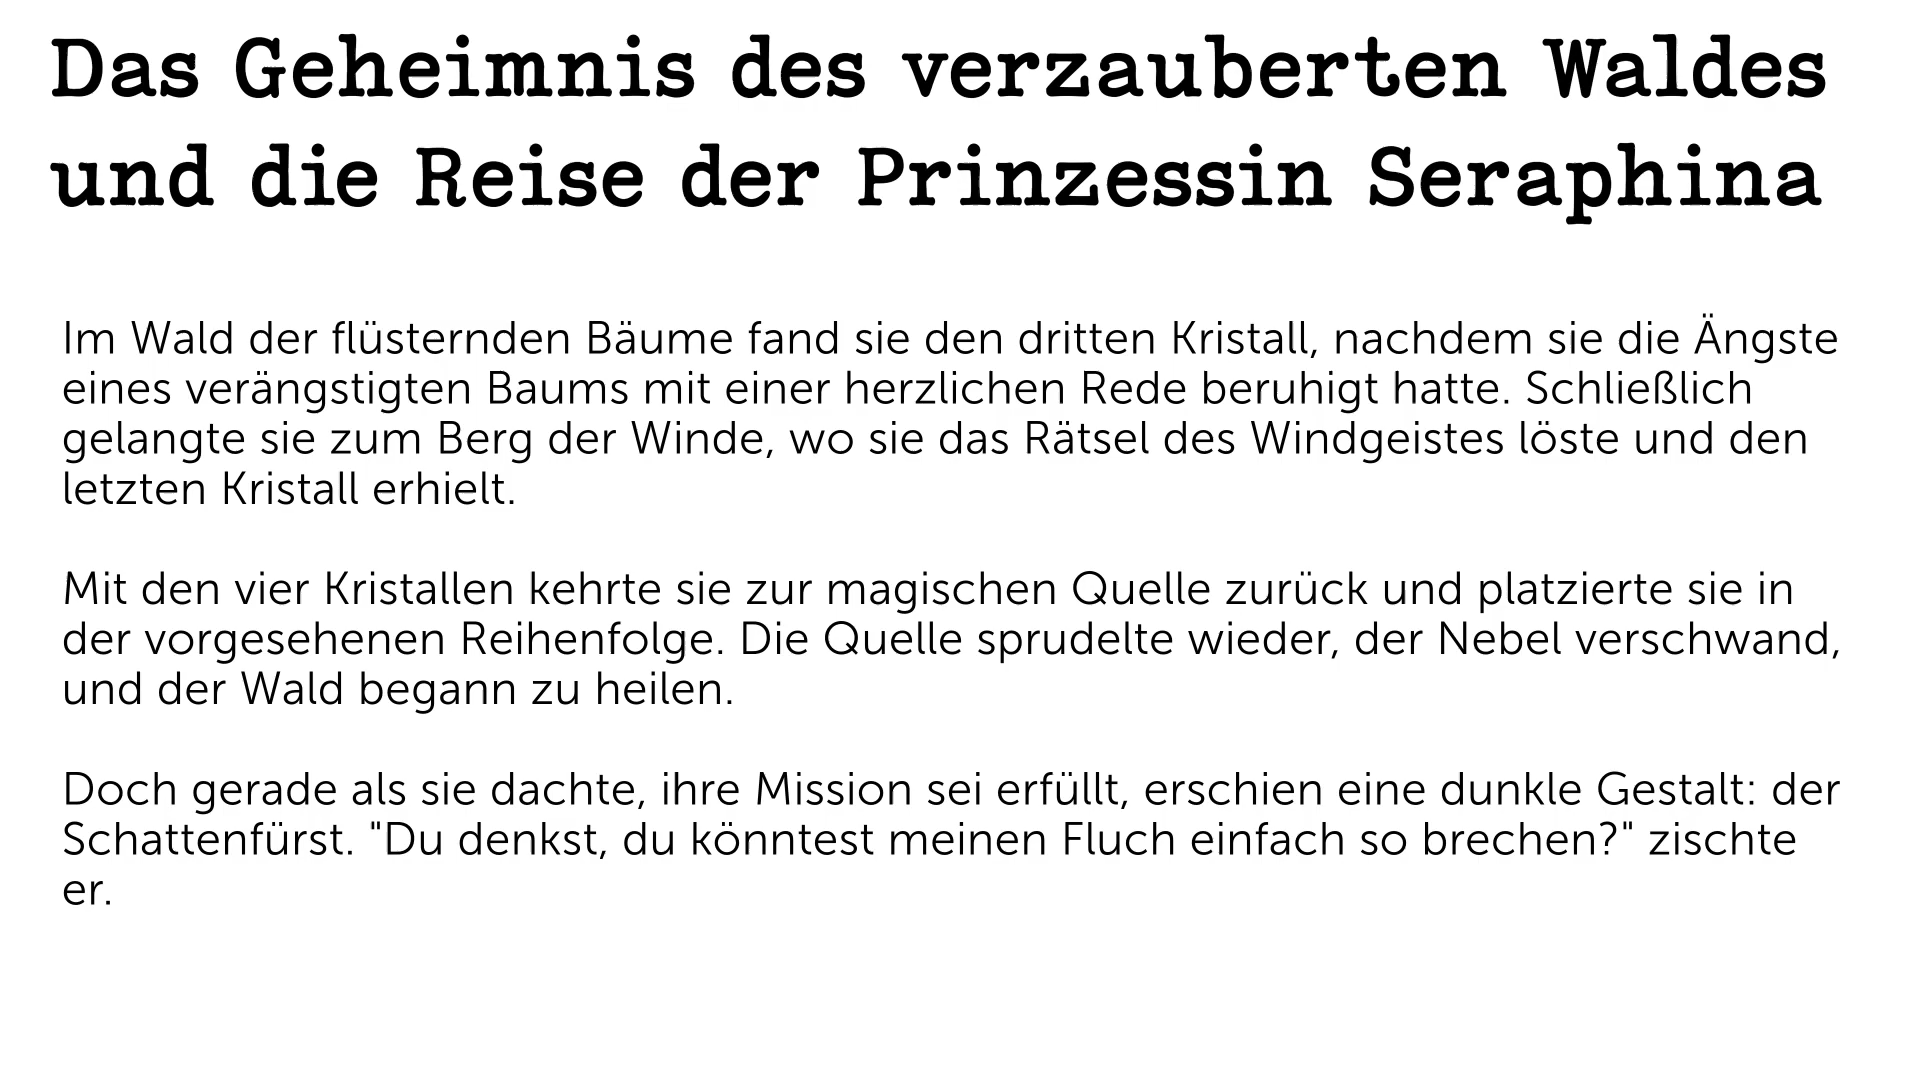 Das Geheimnis des verzauberten Waldes
und die Reise der Prinzessin Seraphina
Im Wald der flüsternden Bäume fand sie den dritten Kristall, nachdem sie die Ängste
eines verängstigten Baums mit einer herzlichen Rede beruhigt hatte. Schließlich
gelangte sie zum Berg der Winde, wo sie das Rätsel des Windgeistes löste und den
letzten Kristall erhielt.
Mit den vier Kristallen kehrte sie zur magischen Quelle zurück und platzierte sie in
der vorgesehenen Reihenfolge. Die Quelle sprudelte wieder, der Nebel verschwand,
und der Wald begann zu heilen.
Doch gerade als sie dachte, ihre Mission sei erfüllt, erschien eine dunkle Gestalt: der
Schattenfürst. "Du denkst, du könntest meinen Fluch einfach so brechen?" zischte
er.